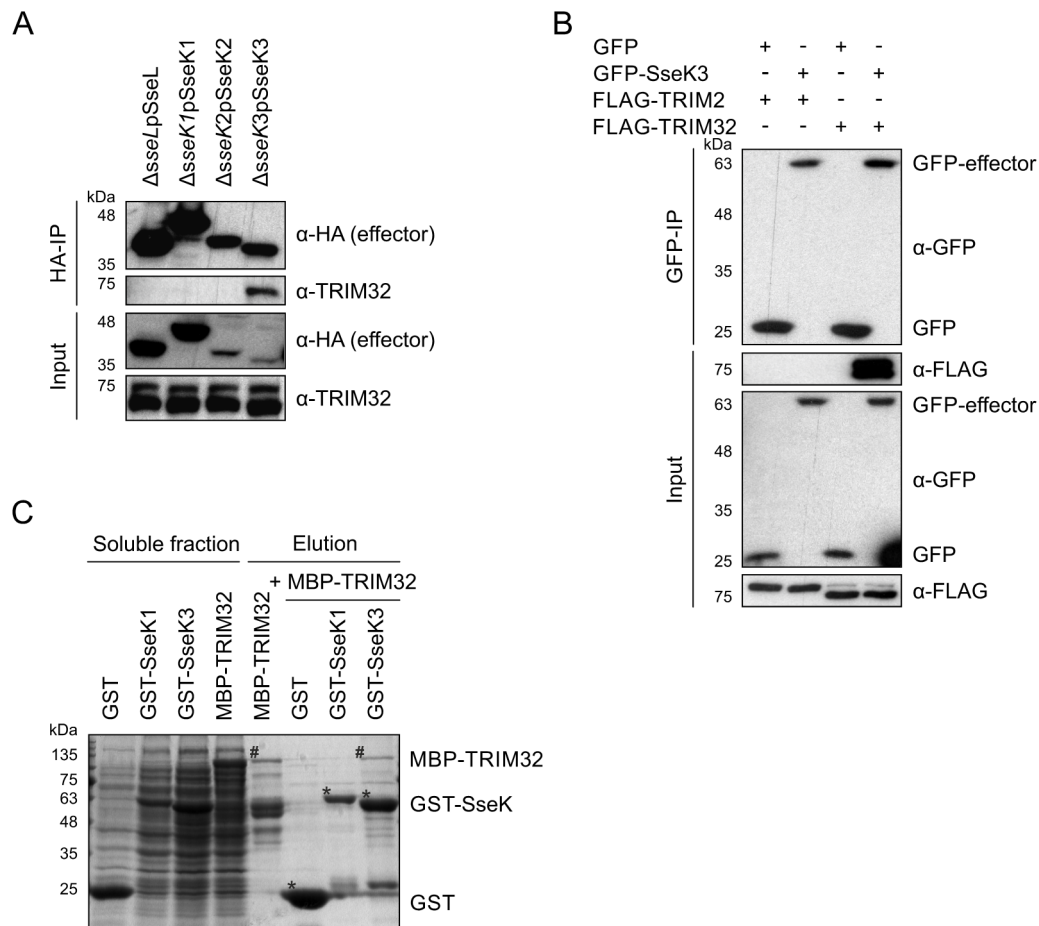 A
ΔsseLpSseL
ΔsseK1pSseK1
ΔsseK2pSseK2
ΔsseK3pSseK3
kDa
HA-IP
48
35
α-HA (effector)
75
α-TRIM32
Input
48
35
α-HA (effector)
75
α-TRIM32
B
GFP + - + -
GFP-SseK3 - + - +
FLAG-TRIM2 + + - -
FLAG-TRIM32 - - + +
kDa
GFP-IP
63
GFP-effector
48
α-GFP
35
25
GFP
Input
75
α-FLAG
63
GFP-effector
48
α-GFP
35
25
GFP
75
α-FLAG
C
Soluble fraction
Elution
+ MBP-TRIM32
GST
GST-SseK1
GST-SseK3
MBP-TRIM32
MBP-TRIM32
GST
GST-SseK1
GST-SseK3
kDa
135
# #
MBP-TRIM32
75
63
* *
GST-SseK
48
35
25
*
GST